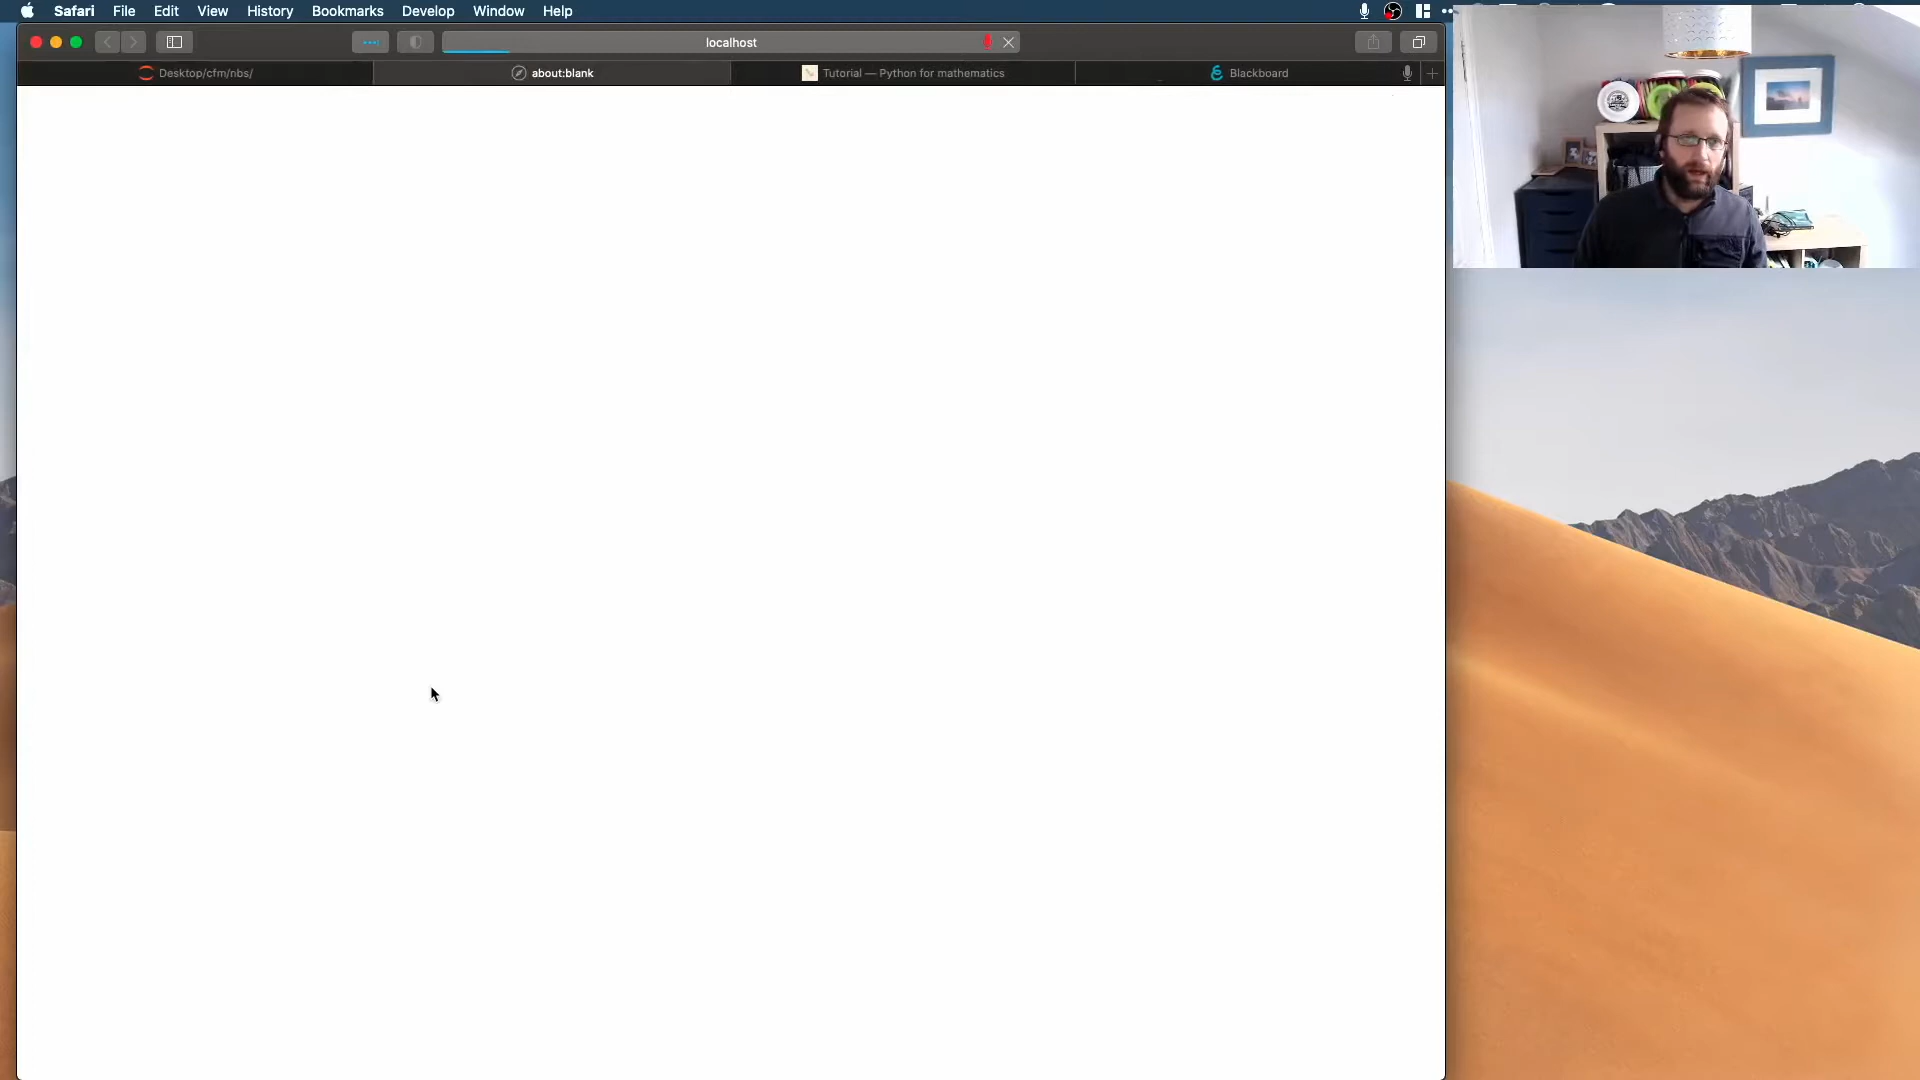 Safari File Edit View History Bookmarks Develop Window Help
localhost
Desktop/cfm/nbs/ about:blank Tutorial — Python for mathematics Blackboard